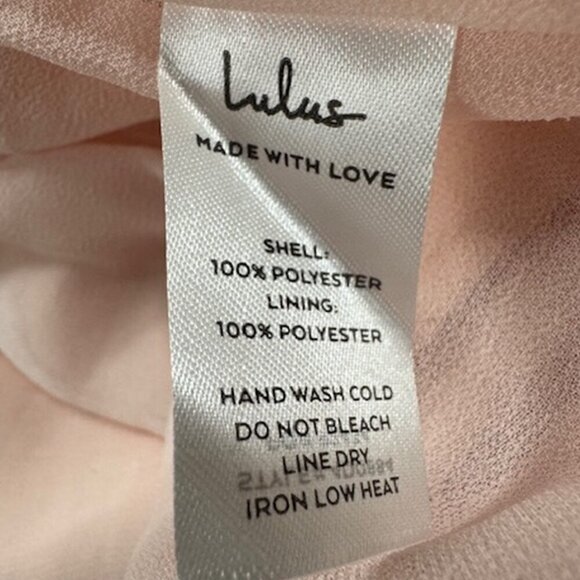 Lulus
MADE WITH LOVE
SHELL:
100% POLYESTER
LINING:
100% POLYESTER
HAND WASH COLD
DO NOT BLEACH
LINE DRY
IRON LOW HEAT